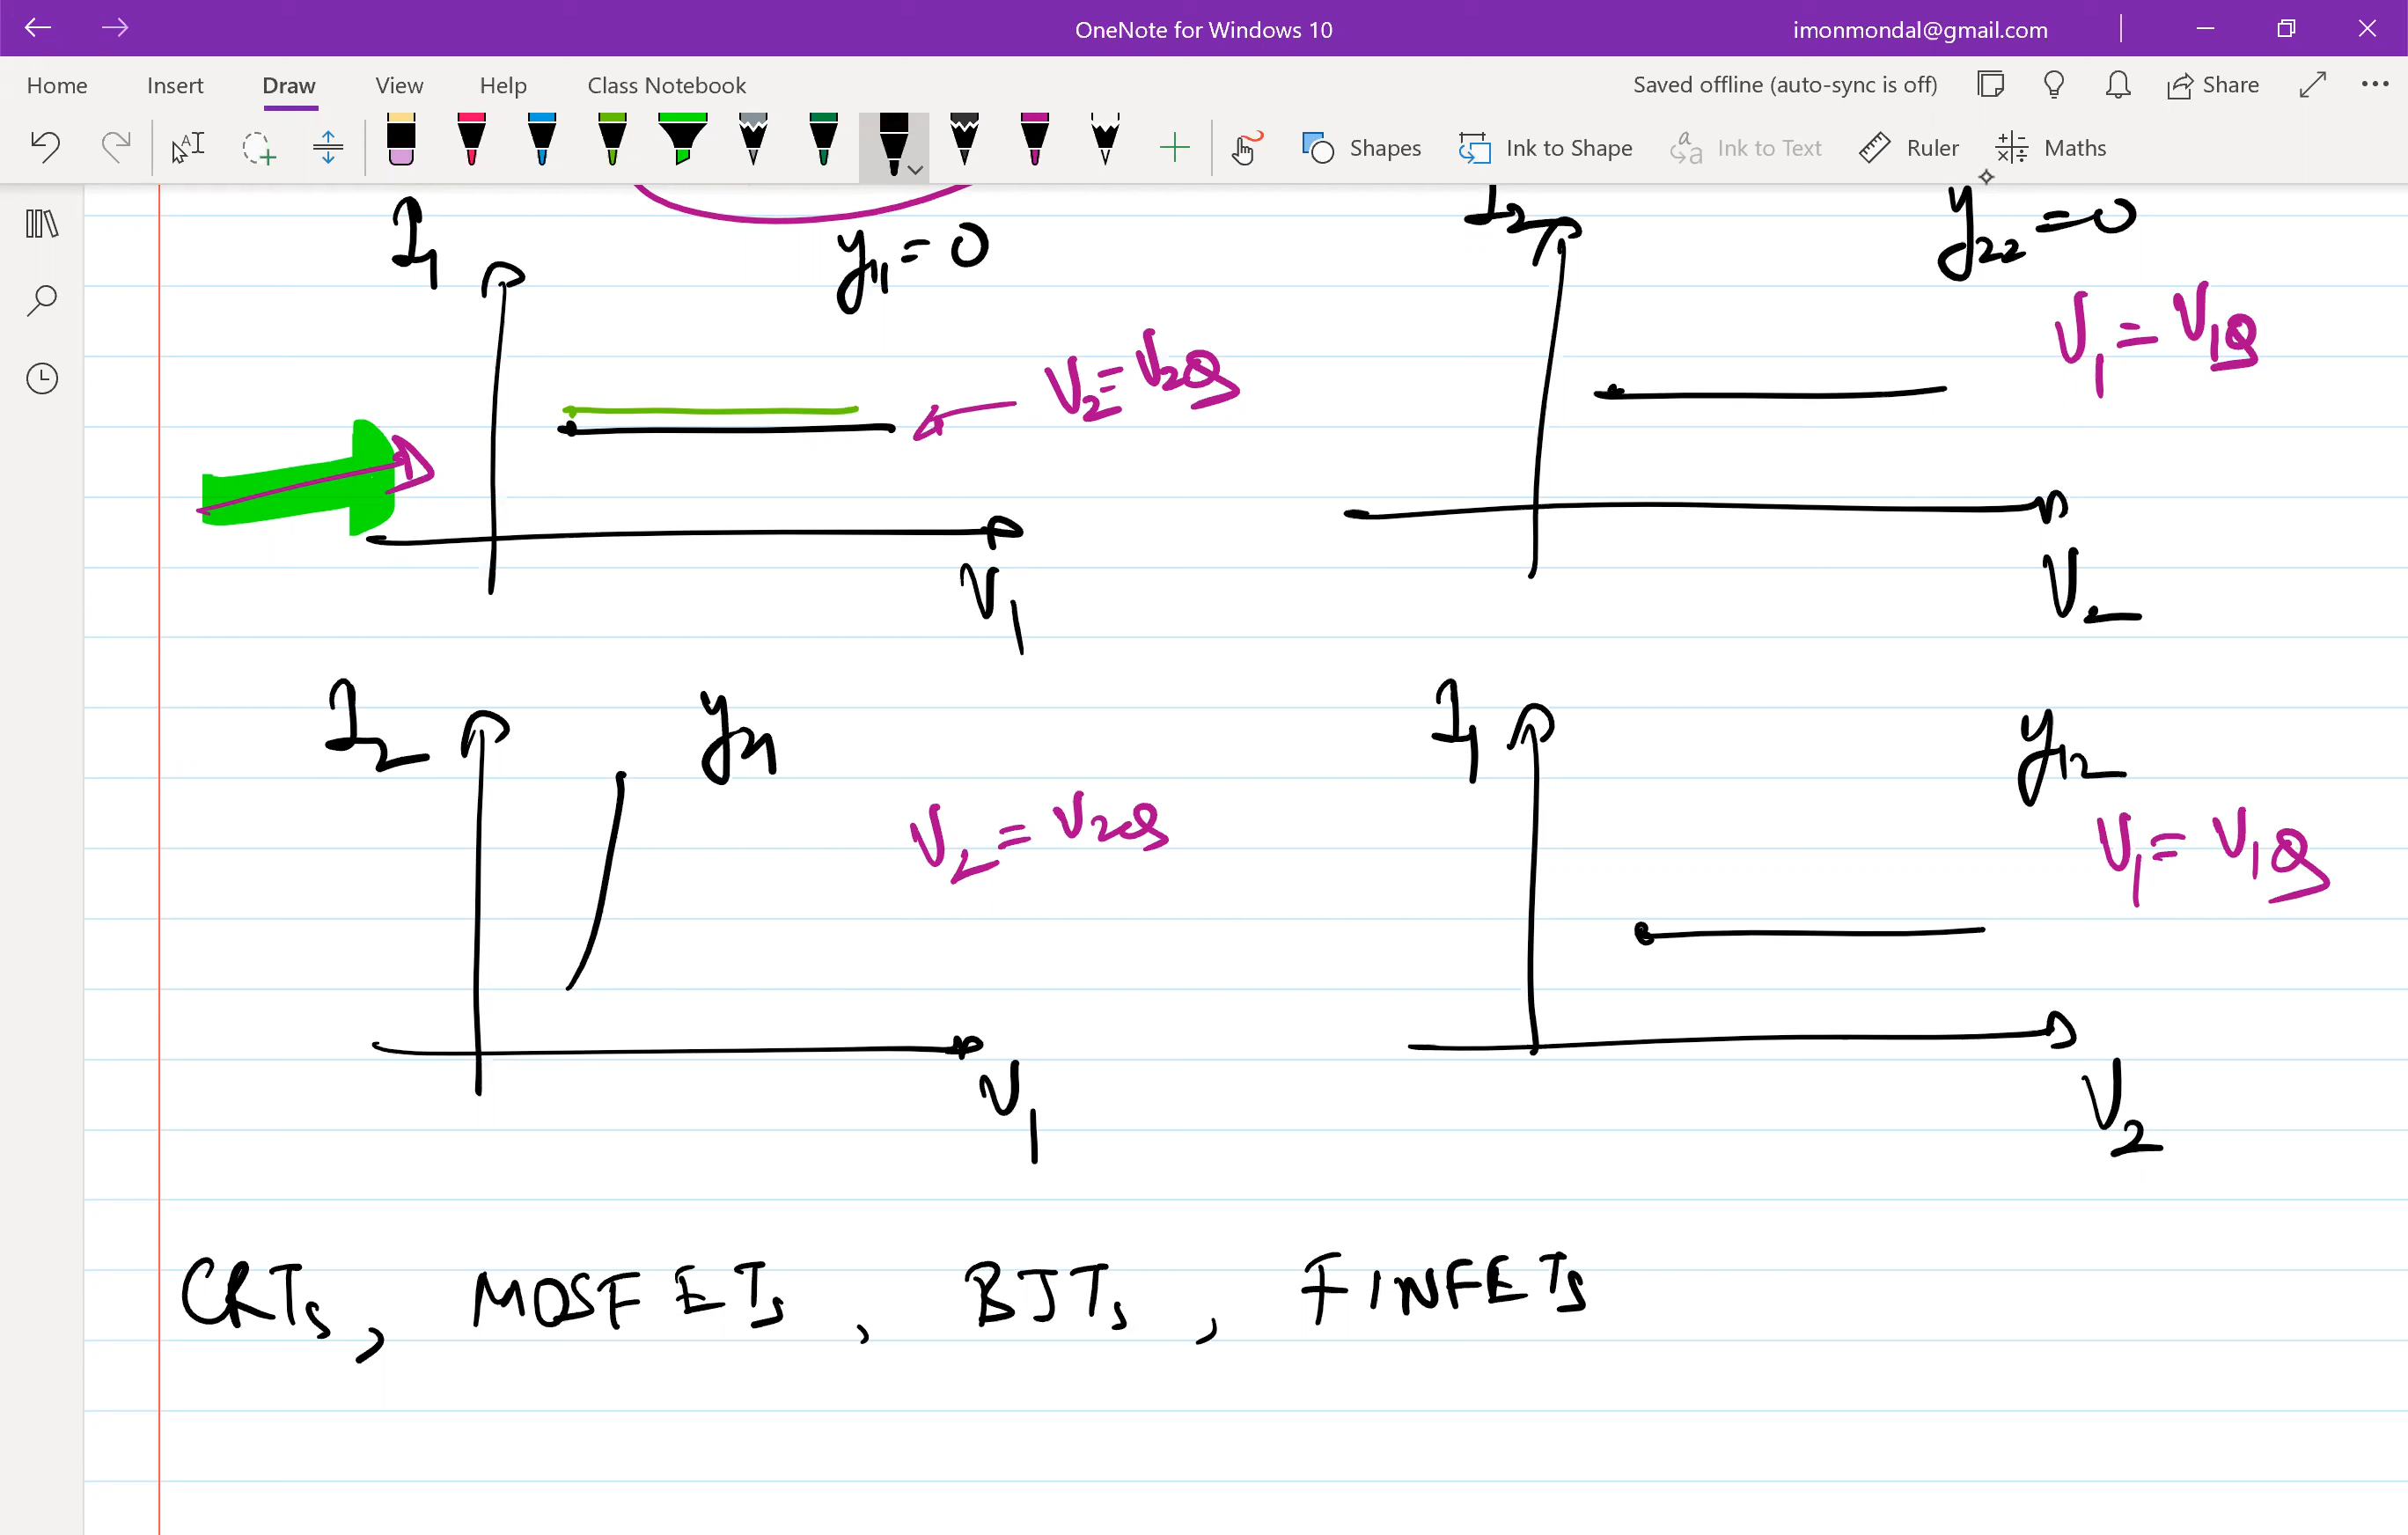 OneNote for Windows 10 imonmondal@gmail.com
Home Insert Draw View Help Class Notebook Saved offline (auto-sync is off) Share
Shapes Ink to Shape Ink to Text Ruler Maths
I1 y11 = 0
V2 = V2Q
V1
I2 y22 = 0
V1 = V1Q
V2
I2 y21
V2 = V2Q
V1
I1 y12
V1 = V1Q
V2
CRTs, MOSFETs, BJTs, FINFETs